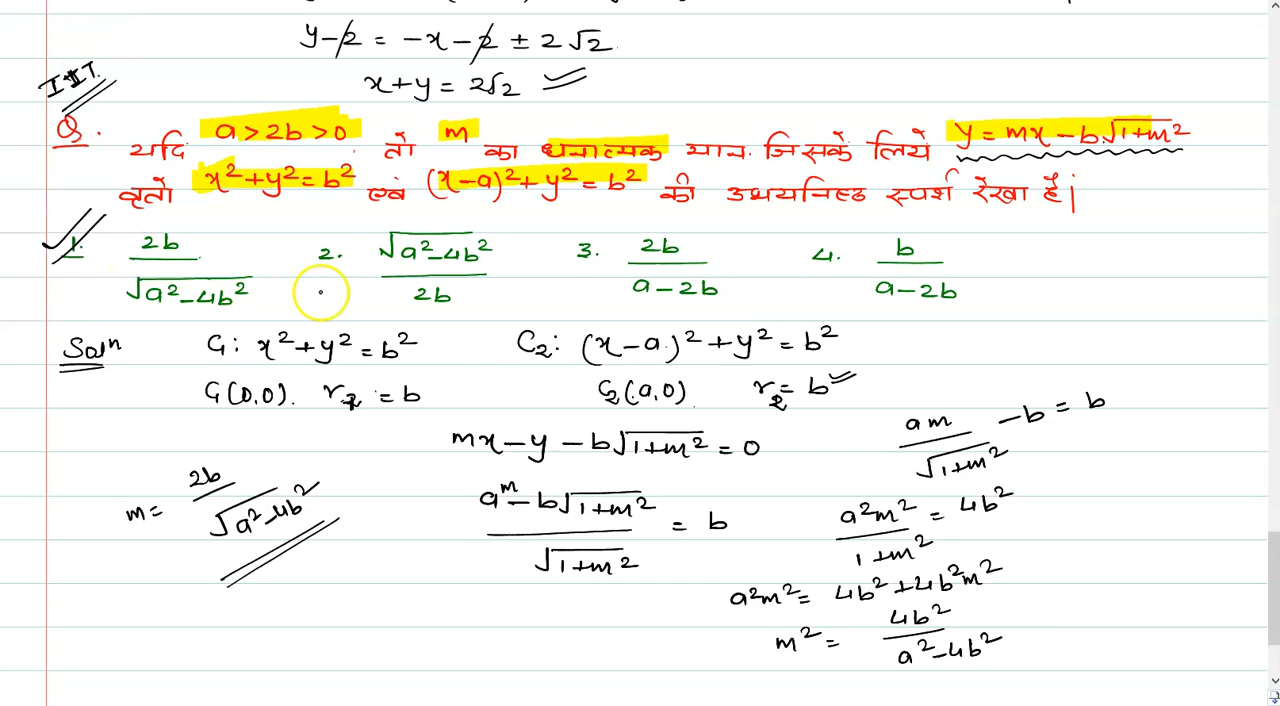 y-2 = -x-2 ± 2√2
x+y = 2√2
IIT.
Q. यदि a > 2b > 0 तो m का धनात्मक मान जिसके लिये y = mx - b√1+m²
वृतो x²+y²=b² एवं (x-a)²+y²=b² की उभयनिष्ठ स्पर्श रेखा है।
1. 2b/√a²-4b² 2. √a²-4b²/2b 3. 2b/a-2b 4. b/a-2b
Solⁿ C₁: x²+y²=b² C₂: (x-a)²+y²=b²
C₁(0,0). r₁ = b C₂(a,0) r₂ = b
mx-y-b√1+m² = 0
am/√1+m² - b = b
m = 2b/√a²-4b²
am-b√1+m²/√1+m² = b
a²m²/1+m² = 4b²
a²m² = 4b²+4b²m²
m² = 4b²/a²-4b²